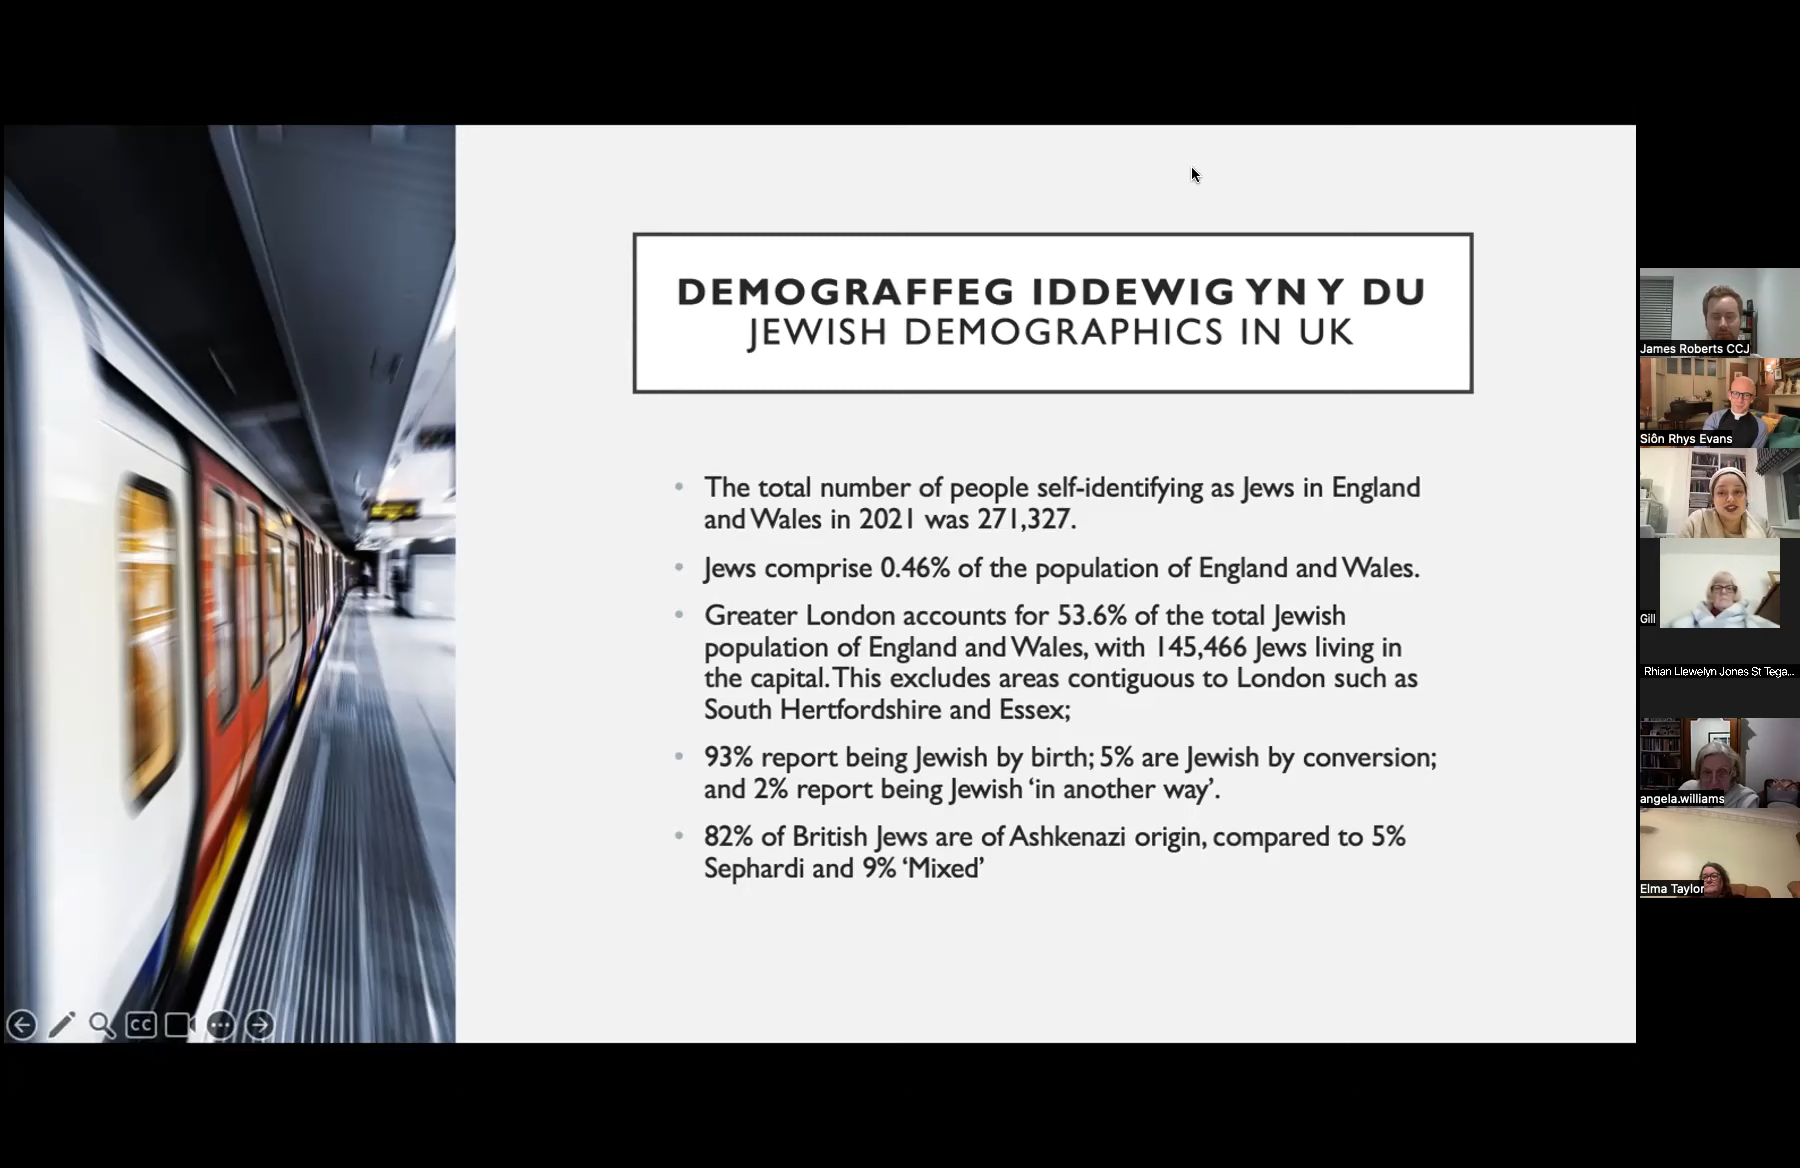 DEMOGRAFFEG IDDEWIG YN Y DU
JEWISH DEMOGRAPHICS IN UK
• The total number of people self-identifying as Jews in England
and Wales in 2021 was 271,327.
• Jews comprise 0.46% of the population of England and Wales.
• Greater London accounts for 53.6% of the total Jewish
population of England and Wales, with 145,466 Jews living in
the capital. This excludes areas contiguous to London such as
South Hertfordshire and Essex;
• 93% report being Jewish by birth; 5% are Jewish by conversion;
and 2% report being Jewish ‘in another way’.
• 82% of British Jews are of Ashkenazi origin, compared to 5%
Sephardi and 9% ‘Mixed’
CC
James Roberts CCJ
Siôn Rhys Evans
Gill
Rhian Llewelyn Jones St Tega...
angela.williams
Elma Taylor